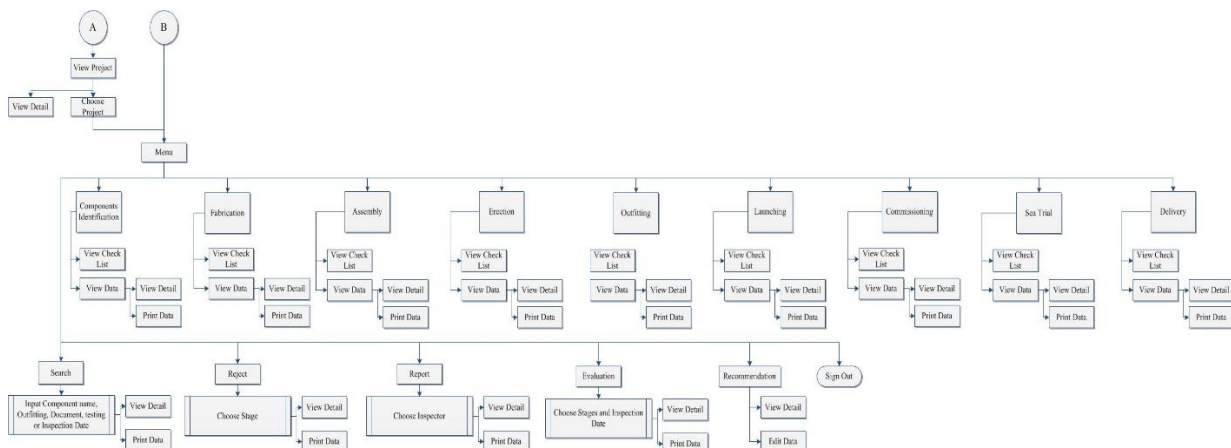 A
B
View Project
View Detail
Choose
Project
Menu
Components
Identification
Fabrication
Assembly
Erection
Outfitting
Launching
Commissioning
Sea Trial
Delivery
View Check
List
View Check
List
View Check
List
View Check
List
View Check
List
View Check
List
View Check
List
View Check
List
View Check
List
View Data
View Detail
View Data
View Detail
View Data
View Detail
View Data
View Detail
View Data
View Detail
View Data
View Detail
View Data
View Detail
View Data
View Detail
View Data
View Detail
Print Data
Print Data
Print Data
Print Data
Print Data
Print Data
Print Data
Print Data
Print Data
Search
Reject
Report
Evaluation
Recommendation
Sign Out
Input Component name,
Outfitting, Document, testing
or Inspection Date
View Detail
Print Data
Choose Stage
View Detail
Print Data
Choose Inspector
View Detail
Print Data
Choose Stages and Inspection
Date
View Detail
Print Data
View Detail
Edit Data